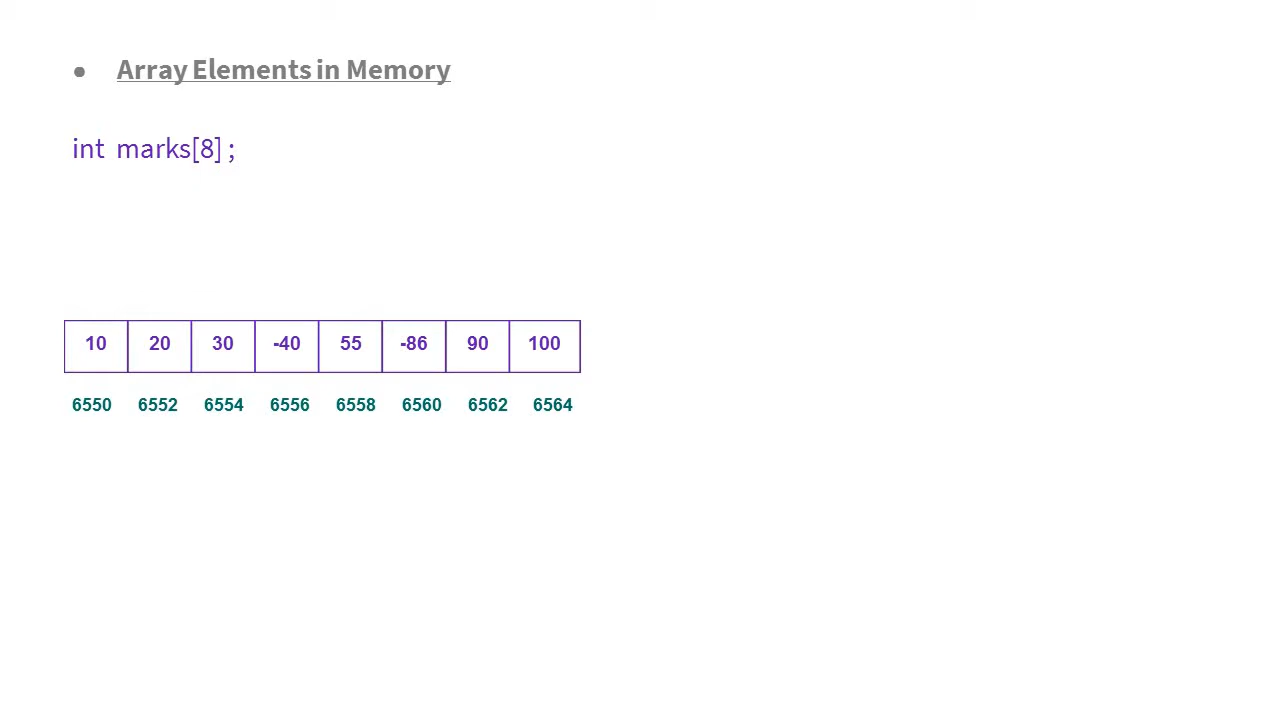 ● Array Elements in Memory
int marks[8] ;
10 20 30 -40 55 -86 90 100
6550 6552 6554 6556 6558 6560 6562 6564